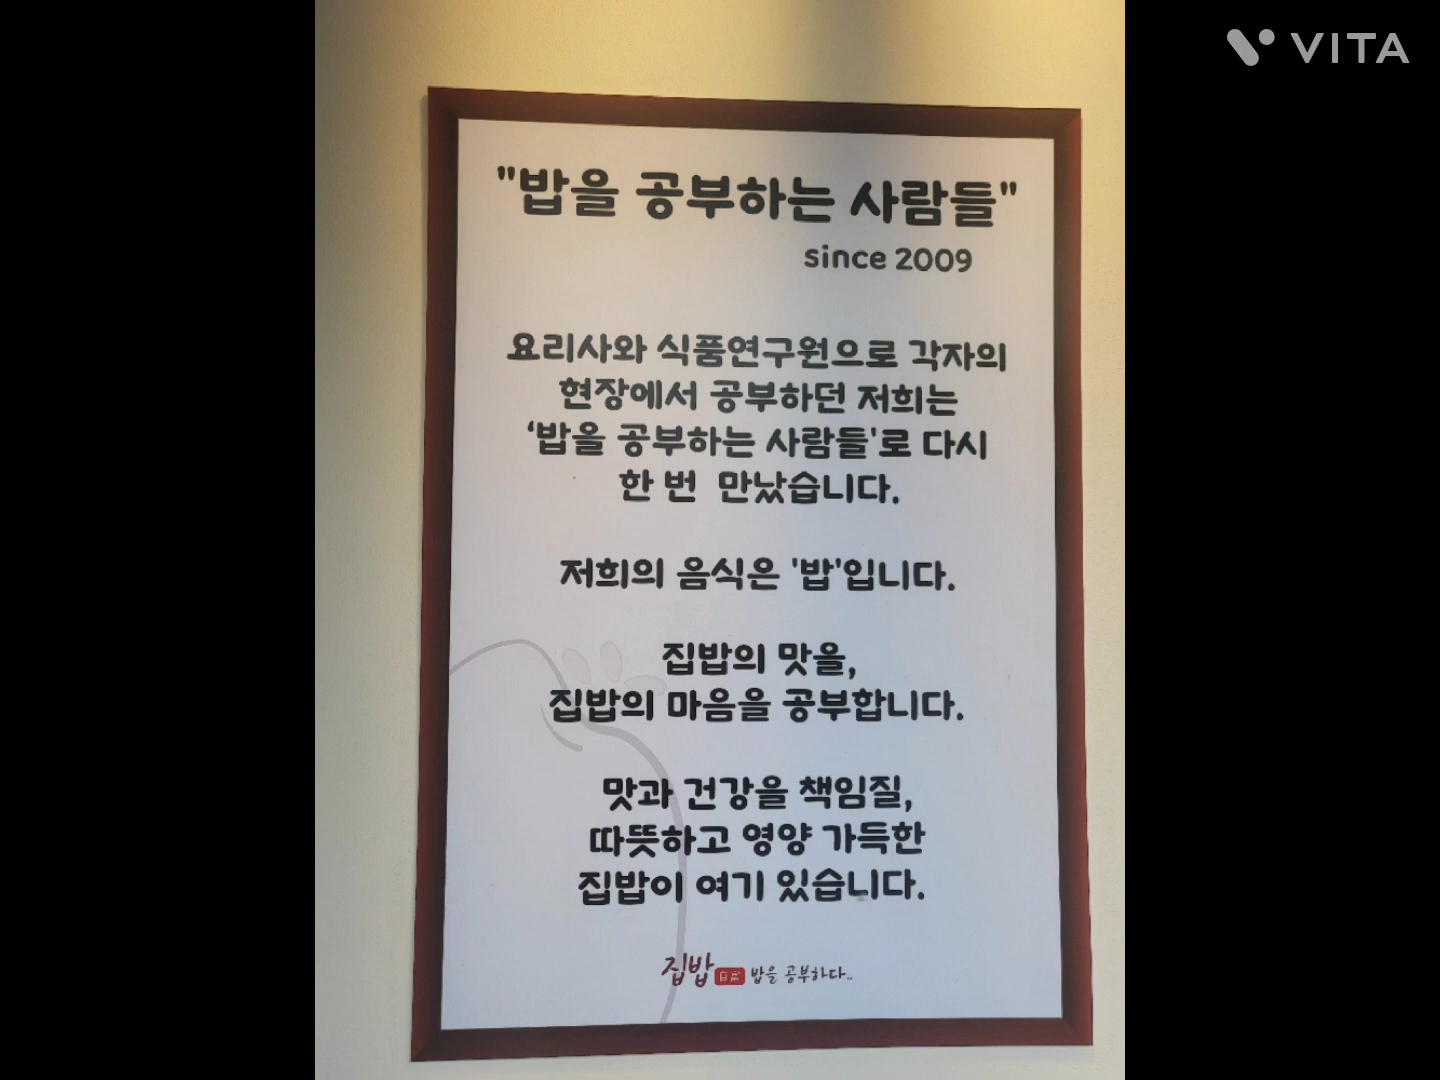 VITA
"밥을 공부하는 사람들"
since 2009
요리사와 식품연구원으로 각자의
현장에서 공부하던 저희는
‘밥을 공부하는 사람들'로 다시
한 번 만났습니다.
저희의 음식은 '밥'입니다.
집밥의 맛을,
집밥의 마음을 공부합니다.
맛과 건강을 책임질,
따뜻하고 영양 가득한
집밥이 여기 있습니다.
집밥 밥을 공부하다..